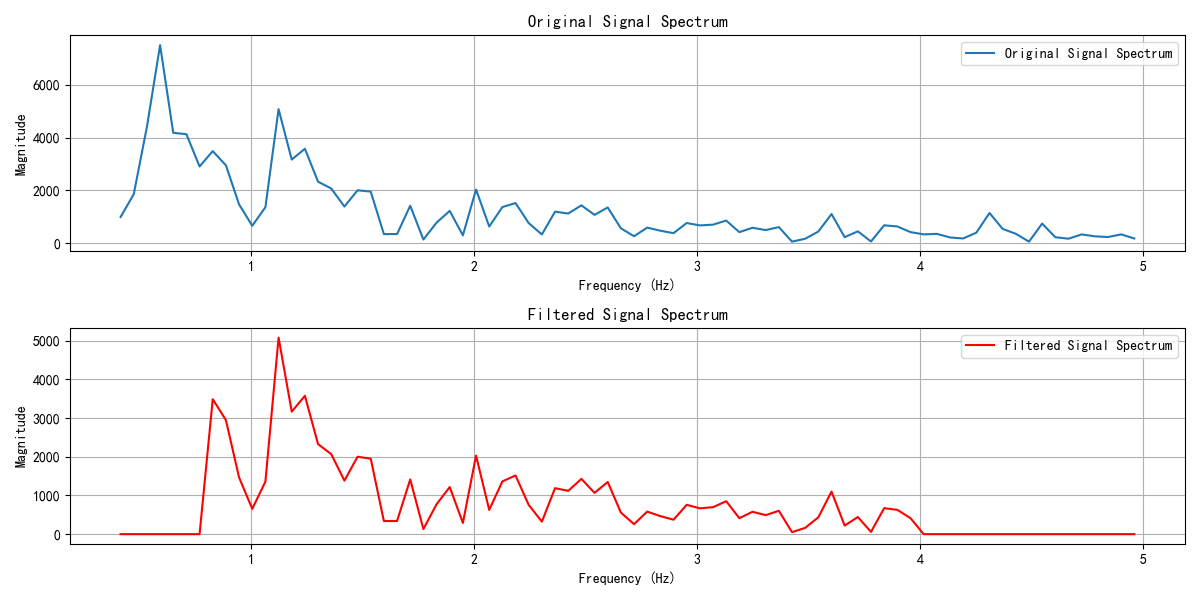 Original Signal Spectrum
Original Signal Spectrum
Magnitude
6000
4000
2000
0
1 2 3 4 5
Frequency (Hz)
Filtered Signal Spectrum
Filtered Signal Spectrum
Magnitude
5000
4000
3000
2000
1000
0
1 2 3 4 5
Frequency (Hz)